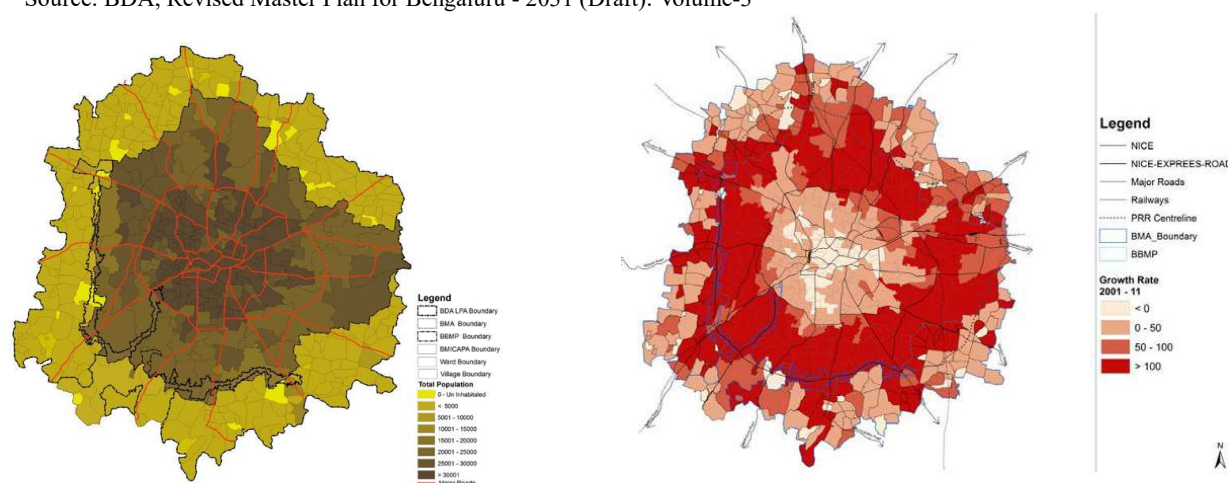 Source: BDA, Revised Master Plan for Bengaluru - 2031 (Draft): Volume-3
Legend
BDA LPA Boundary
BMA Boundary
BBMP Boundary
BMICAPA Boundary
Ward Boundary
Village Boundary
Total Population
0 - Un Inhabitated
< 5000
5001 - 10000
10001 - 15000
15001 - 20000
20001 - 25000
25001 - 30000
> 30001
Major Roads
Legend
NICE
NICE-EXPREES-ROAD
Major Roads
Railways
PRR Centreline
BMA_Boundary
BBMP
Growth Rate
2001 - 11
< 0
0 - 50
50 - 100
> 100
N